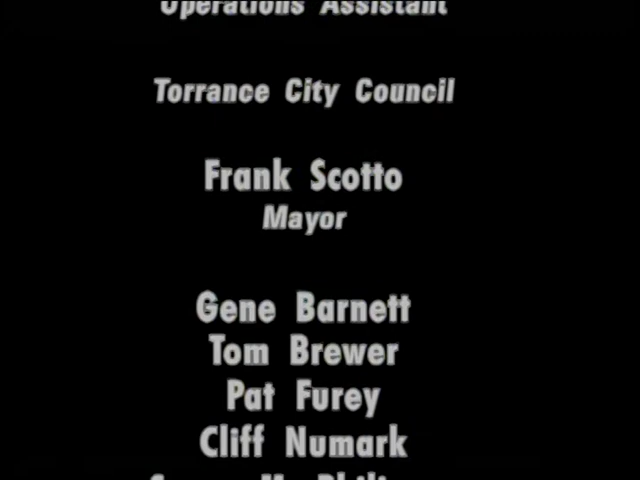 Operations Assistant
Torrance City Council
Frank Scotto
Mayor
Gene Barnett
Tom Brewer
Pat Furey
Cliff Numark